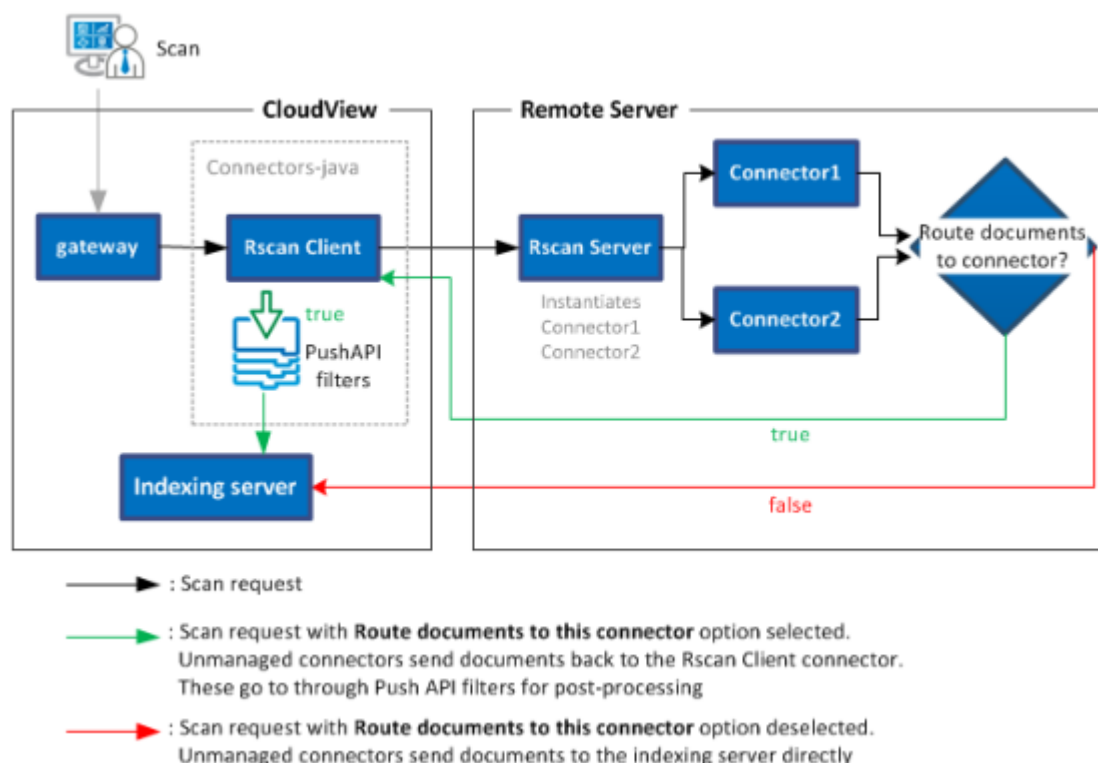 Scan
CloudView
Remote Server
Connectors-java
gateway
Rscan Client
Rscan Server
Connector1
Connector2
Route documents
to connector?
Instantiates
Connector1
Connector2
true
PushAPI
filters
Indexing server
true
false
: Scan request
: Scan request with Route documents to this connector option selected.
Unmanaged connectors send documents back to the Rscan Client connector.
These go to through Push API filters for post-processing
: Scan request with Route documents to this connector option deselected.
Unmanaged connectors send documents to the indexing server directly